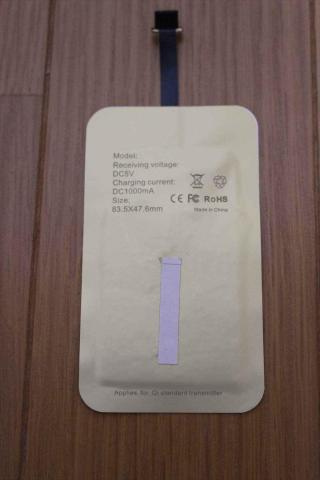 Model:
Receiving voltage:
DC5V
Charging current:
DC1000mA
Size:
83.5X47.6mm
CE FC RoHS
Made in China
Applies for Qi standard transmitter